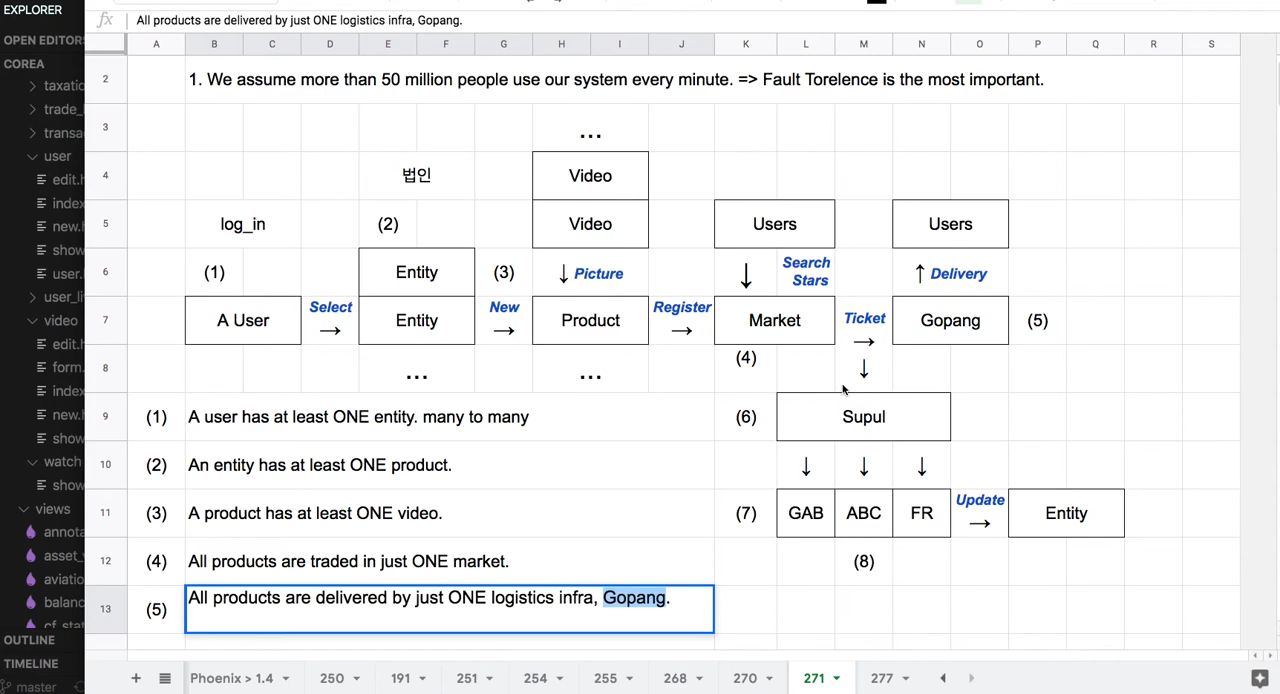 EXPLORER
fx All products are delivered by just ONE logistics infra, Gopang.
OPEN EDITOR
A B C D E F G H I J K L M N O P Q R S
COREA
taxatio
2 1. We assume more than 50 million people use our system every minute. => Fault Torelence is the most important.
trade_
transa
3 ...
user
edit.h
4 법인 Video
index
new.h
5 log_in (2) Video Users Users
show
user.
6 (1) Entity (3) ↓ Picture ↓ Search Stars ↑ Delivery
user_li
video
7 A User Select → Entity New → Product Register → Market Ticket → Gopang (5)
edit.h
form.
8 ... ... (4) ↓
index
new.h
9 (1) A user has at least ONE entity. many to many (6) Supul
show
watch
10 (2) An entity has at least ONE product. ↓ ↓ ↓
show
views
11 (3) A product has at least ONE video. (7) GAB ABC FR Update → Entity
annota
asset_
12 (4) All products are traded in just ONE market. (8)
aviatio
balanc
13 (5) All products are delivered by just ONE logistics infra, Gopang.
cf_stat
OUTLINE
TIMELINE
master
+ Phoenix > 1.4 250 191 251 254 255 268 270 271 277